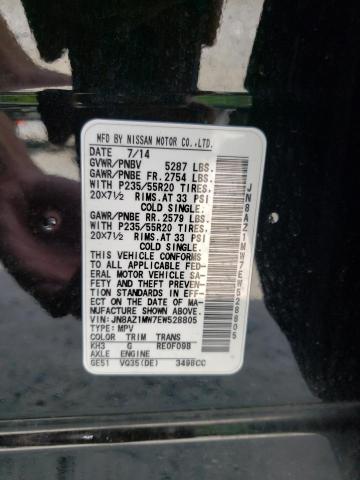 MFD BY NISSAN MOTOR CO.,LTD.
DATE 7/14
GVWR/PNBV 5287 LBS.
GAWR/PNBE FR. 2754 LBS.
WITH P235/55R20 TIRES,
20X7½ RIMS.AT 33 PSI
COLD SINGLE.
GAWR/PNBE RR. 2579 LBS.
WITH P235/55R20 TIRES,
20X7½ RIMS.AT 33 PSI
COLD SINGLE.
THIS VEHICLE CONFORMS
TO ALL APPLICABLE FED-
ERAL MOTOR VEHICLE SA-
FETY AND THEFT PREVEN-
TION STANDARDS IN EFF-
ECT ON THE DATE OF MA-
NUFACTURE SHOWN ABOVE.
VIN:JN8AZ1MW7EW528805
TYPE:MPV
COLOR TRIM TRANS
KH3 G RE0F09B
AXLE ENGINE
GE51 VQ35(DE) 3498CC
JN8AZ1MW7EW528805